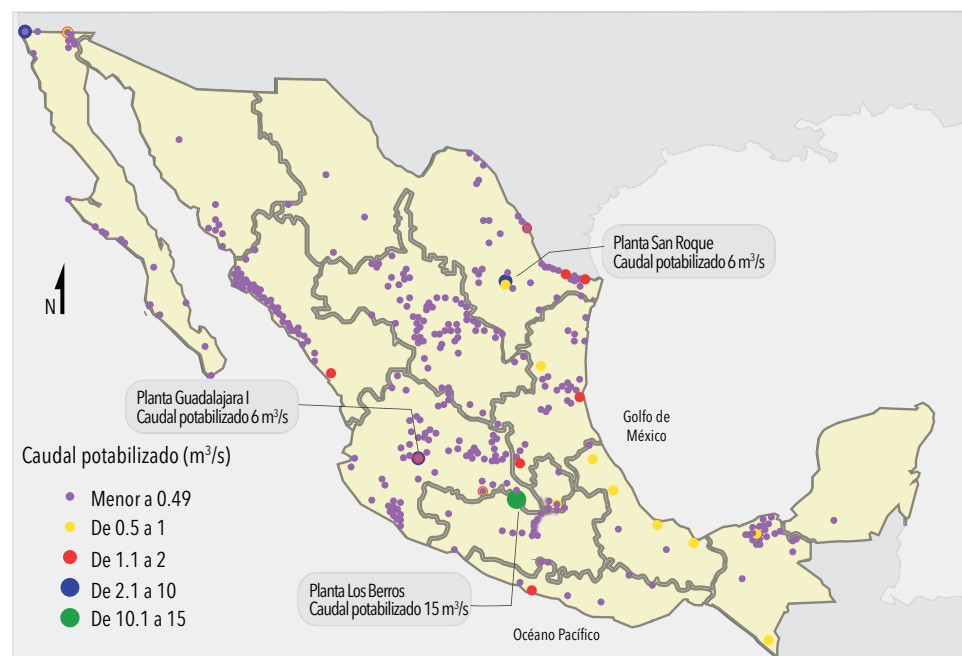 Planta San Roque
Caudal potabilizado 6 m³/s
N
Planta Guadalajara I
Caudal potabilizado 6 m³/s
Golfo de
México
Caudal potabilizado (m³/s)
Menor a 0.49
De 0.5 a 1
De 1.1 a 2
De 2.1 a 10
De 10.1 a 15
Planta Los Berros
Caudal potabilizado 15 m³/s
Océano Pacífico